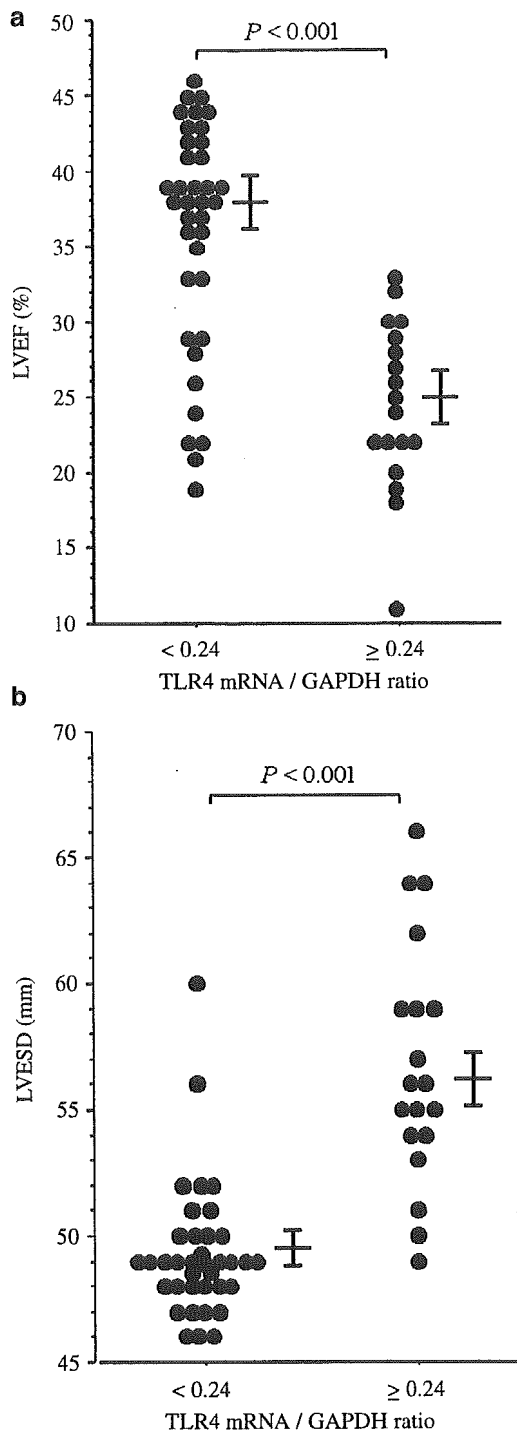 a
50
P < 0.001
45
40
35
30
25
20
15
10
LVEF (%)
< 0.24
≥ 0.24
TLR4 mRNA / GAPDH ratio
b
70
P < 0.001
65
60
55
50
45
LVESD (mm)
< 0.24
≥ 0.24
TLR4 mRNA / GAPDH ratio